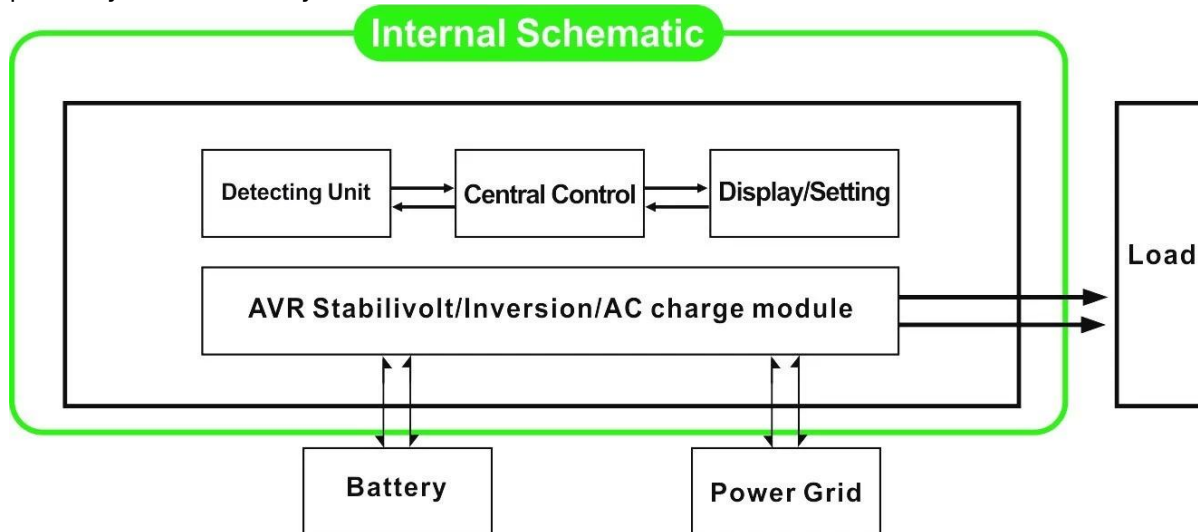 Internal Schematic
Detecting Unit
Central Control
Display/Setting
Load
AVR Stabilivolt/Inversion/AC charge module
Battery
Power Grid